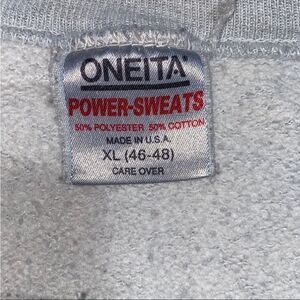 ONEITA
POWER-SWEATS
50% POLYESTER 50% COTTON
MADE IN U.S.A.
XL (46-48)
CARE OVER